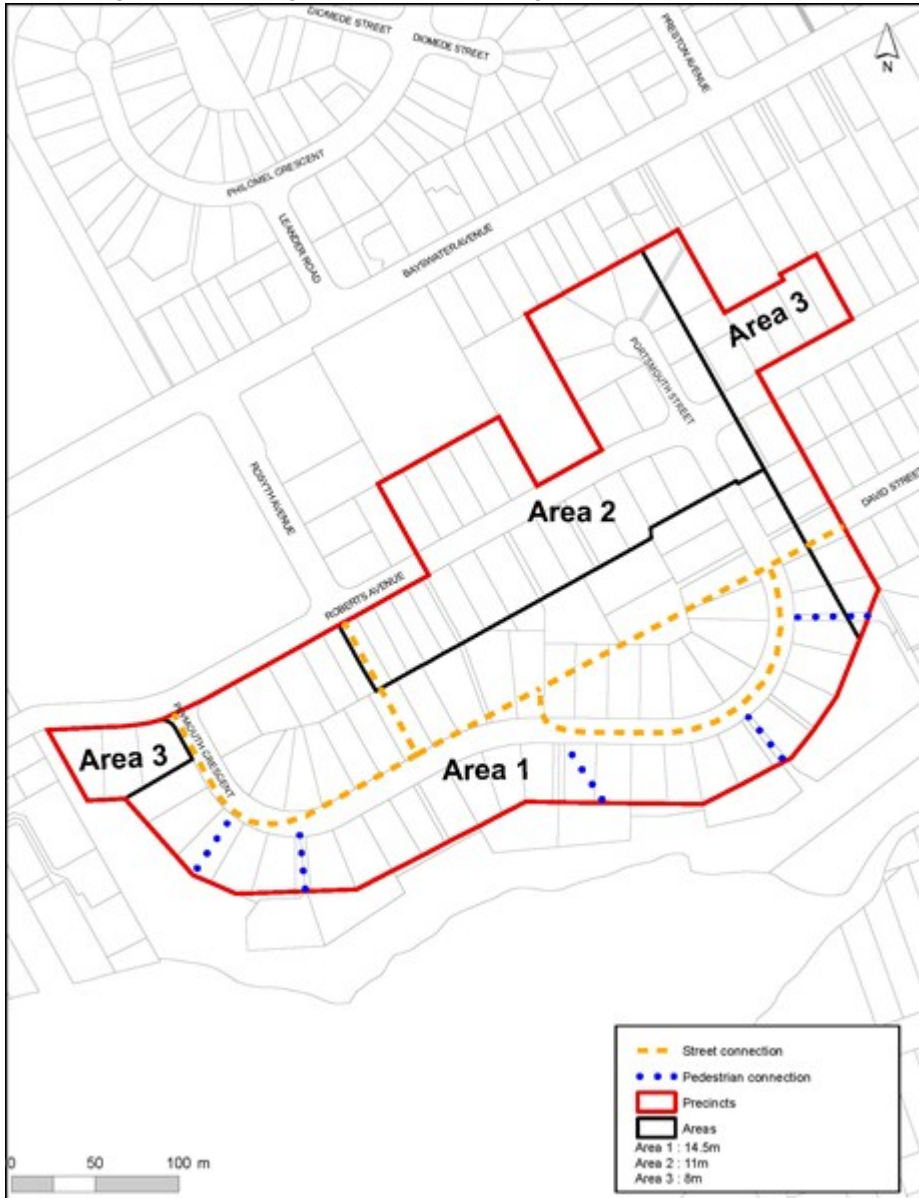 DIOMEDE STREET
DIOMEDE STREET
PRESTON AVENUE
N
PHILOMEL CRESCENT
LEANDER ROAD
BAYSWATER AVENUE
Area 3
PORTSMOUTH STREET
ROSYTH AVENUE
DAVID STREET
Area 2
ROBERTS AVENUE
PLYMOUTH CRESCENT
Area 3
Area 1
Street connection
Pedestrian connection
Precincts
Areas
Area 1 : 14.5m
Area 2 : 11m
Area 3 : 8m
0 50 100 m